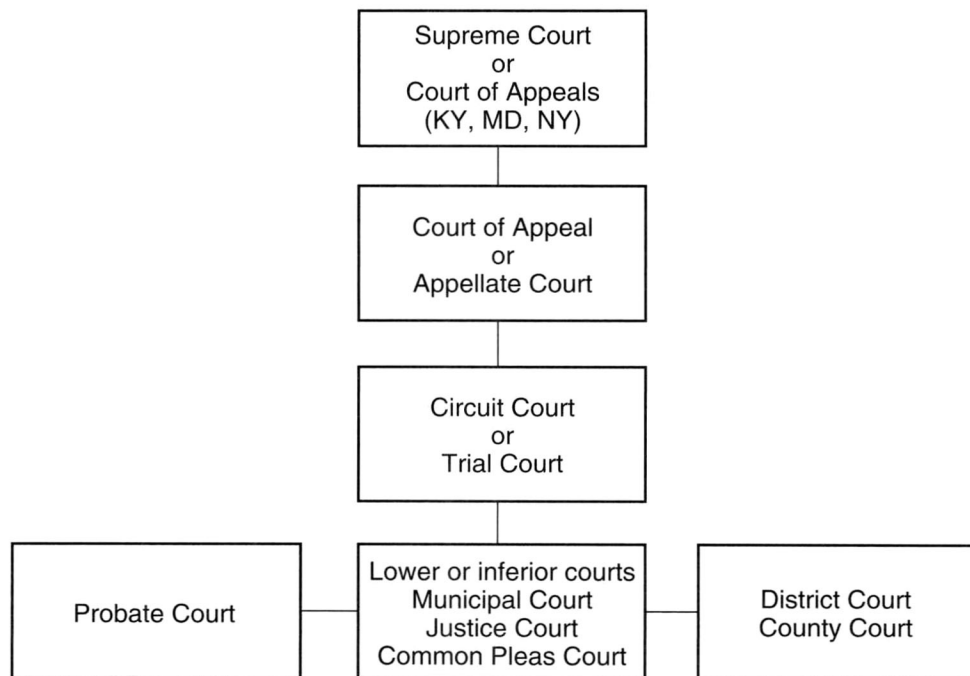 Supreme Court
or
Court of Appeals
(KY, MD, NY)
Court of Appeal
or
Appellate Court
Circuit Court
or
Trial Court
Probate Court
Lower or inferior courts
Municipal Court
Justice Court
Common Pleas Court
District Court
County Court